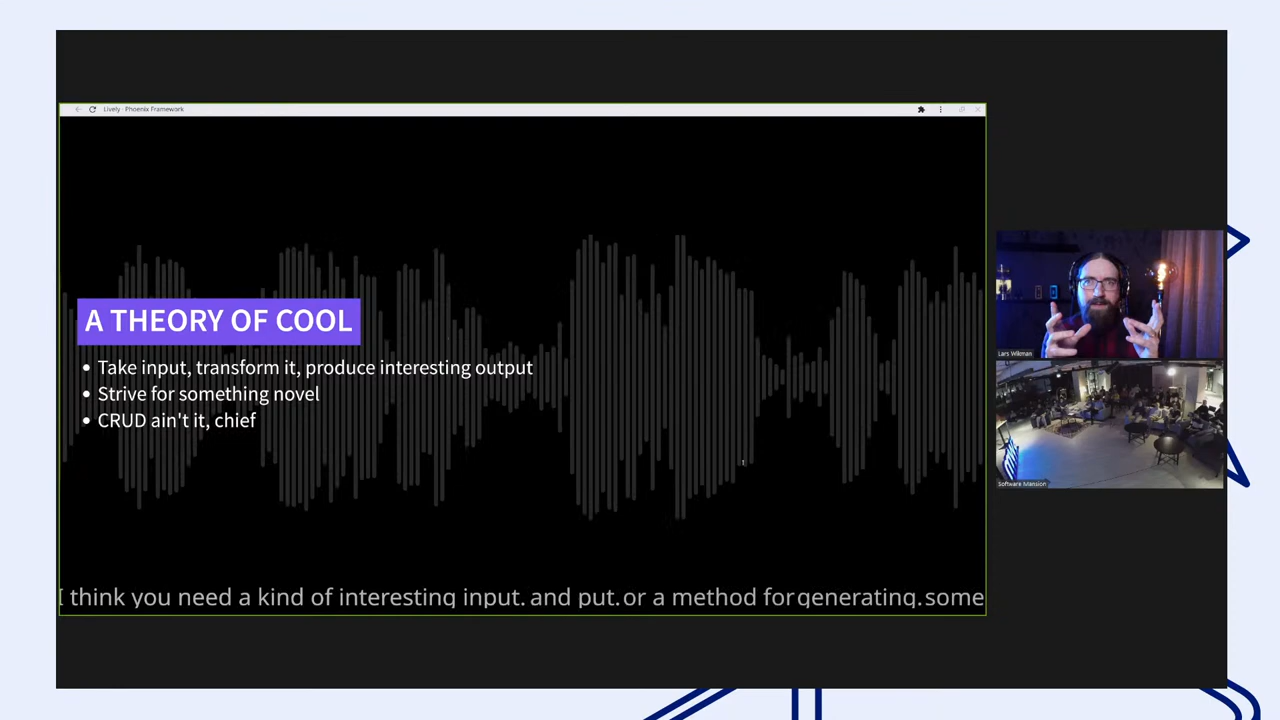 Lively · Phoenix Framework
A THEORY OF COOL
• Take input, transform it, produce interesting output
• Strive for something novel
• CRUD ain't it, chief
I think you need a kind of interesting input. and put. or a method for generating. some
Lars Wikman
Software Mansion